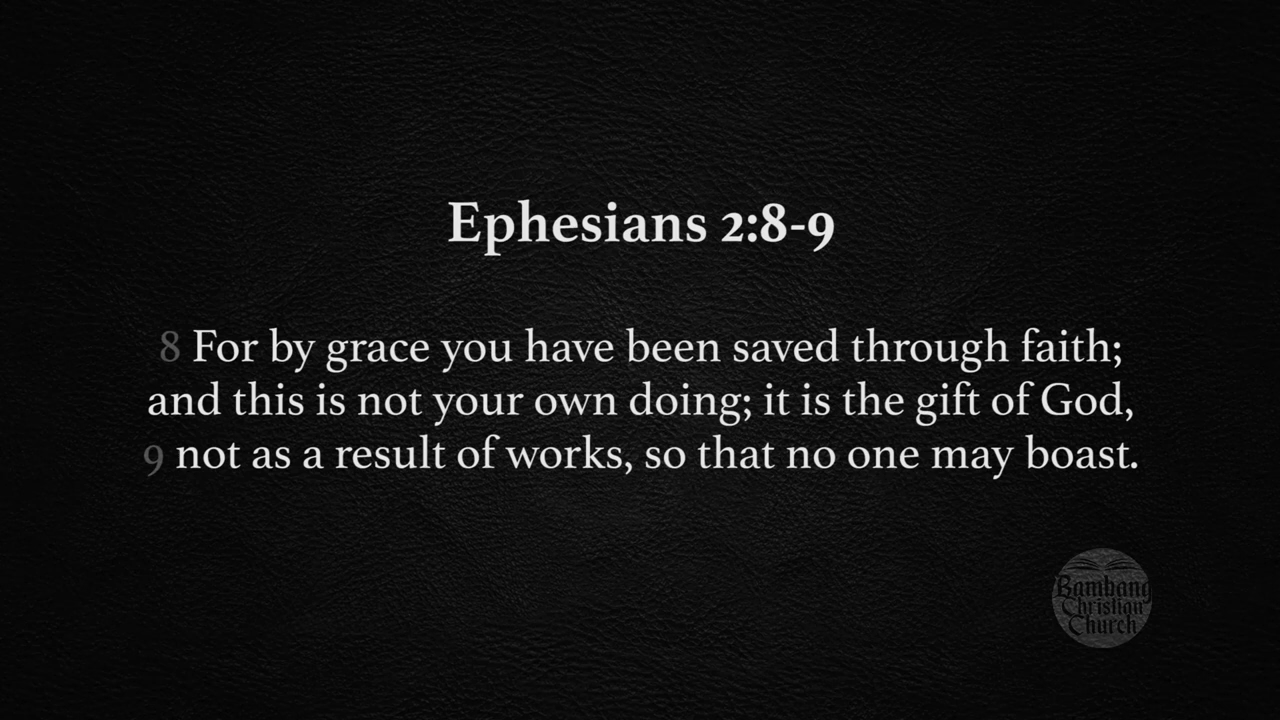 Ephesians 2:8-9
8 For by grace you have been saved through faith;
and this is not your own doing; it is the gift of God,
9 not as a result of works, so that no one may boast.
Bambang
Christian
Church